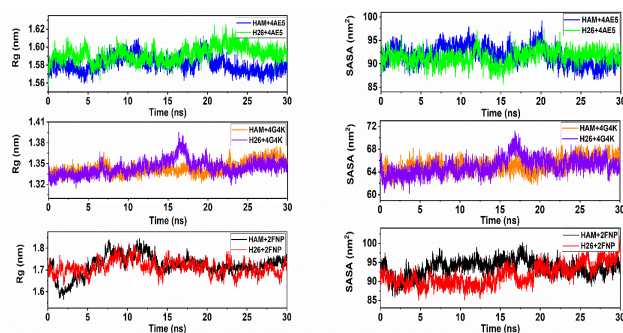 HAM+4AE5
H26+4AE5
Rg (nm)
1.62
1.60
1.58
1.56
0 5 10 15 20 25 30
Time (ns)
HAM+4AE5
H26+4AE5
SASA (nm²)
100
95
90
85
0 5 10 15 20 25 30
Time (ns)
HAM+4G4K
H26+4G4K
Rg (nm)
1.41
1.38
1.35
1.32
0 5 10 15 20 25 30
Time (ns)
HAM+4G4K
H26+4G4K
SASA (nm²)
72
68
64
60
0 5 10 15 20 25 30
Time (ns)
HAM+2FNP
H26+2FNP
Rg (nm)
1.8
1.7
1.6
0 5 10 15 20 25 30
Time (ns)
HAM+2FNP
H26+2FNP
SASA (nm²)
100
95
90
85
0 5 10 15 20 25 30
Time (ns)